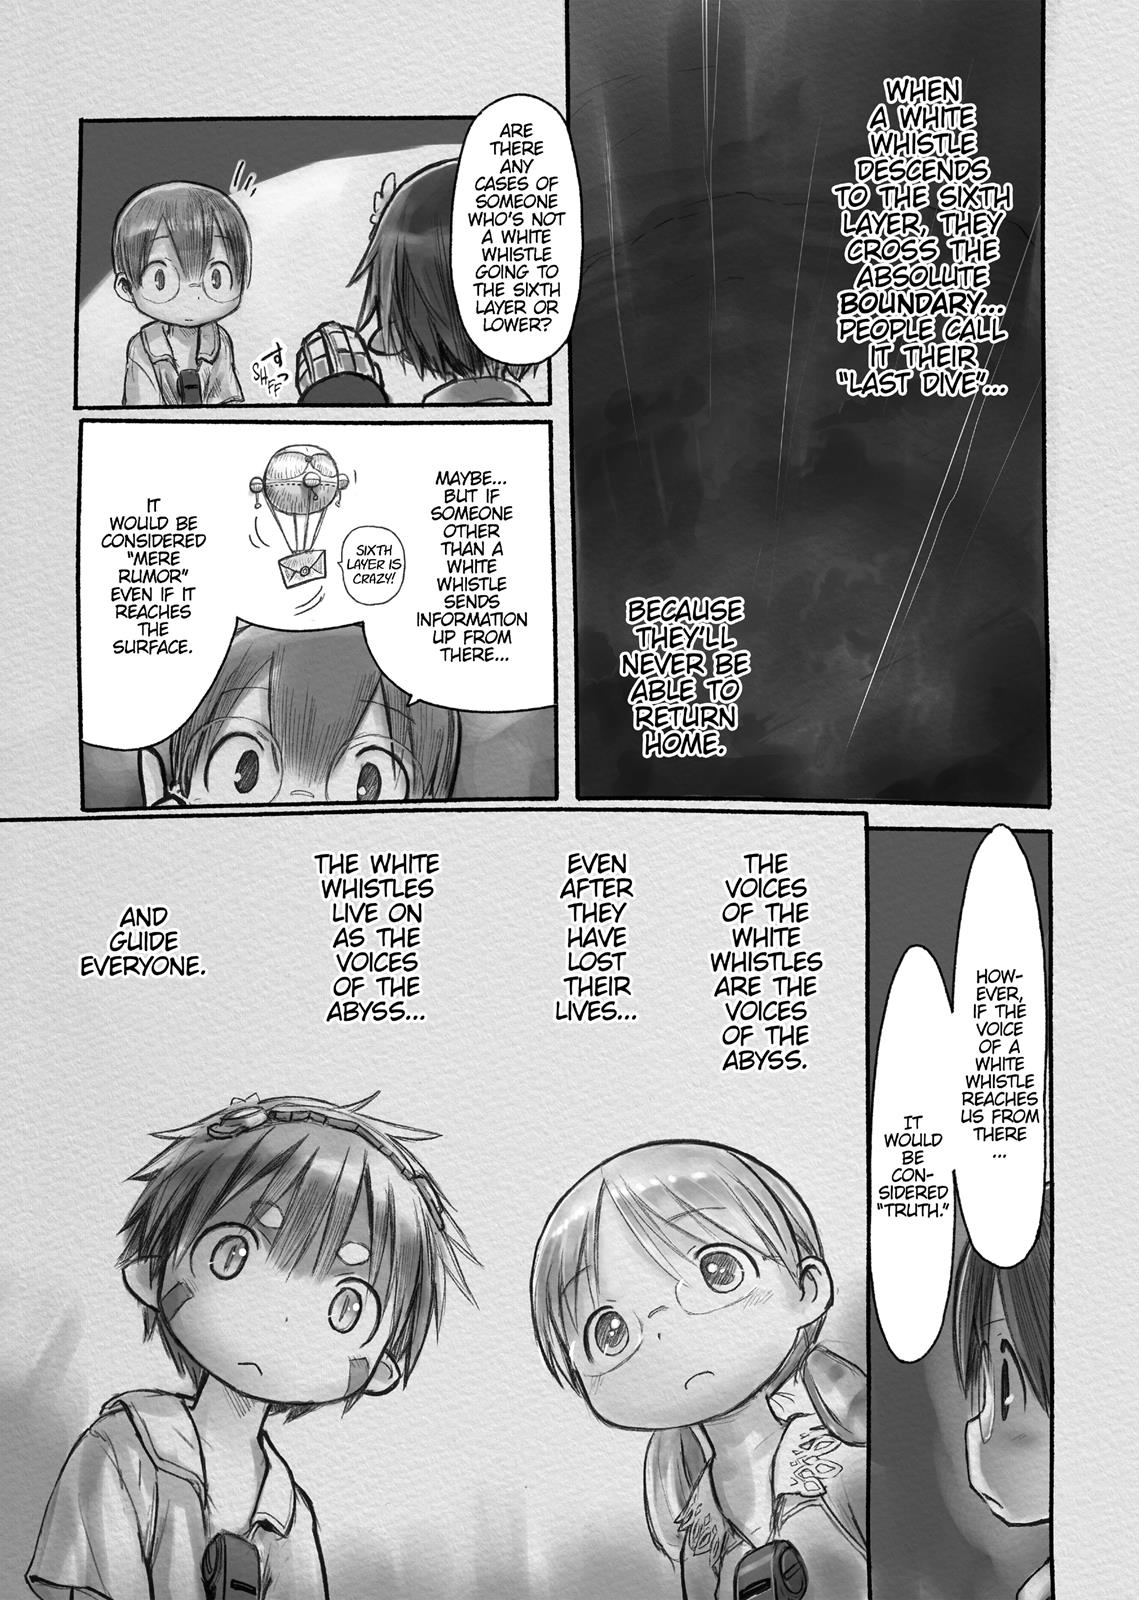 WHEN
A WHITE
WHISTLE
DESCENDS
TO THE SIXTH
LAYER, THEY
CROSS THE
ABSOLUTE
BOUNDARY...
PEOPLE CALL
IT THEIR
"LAST DIVE"...
BECAUSE
THEY'LL
NEVER BE
ABLE TO
RETURN
HOME.
ARE
THERE
ANY
CASES OF
SOMEONE
WHO'S NOT
A WHITE
WHISTLE
GOING TO
THE SIXTH
LAYER OR
LOWER?
すっ
SHFF
MAYBE...
BUT IF
SOMEONE
OTHER
THAN A
WHITE
WHISTLE
SENDS
INFORMATION
UP FROM
THERE...
SIXTH
LAYER IS
CRAZY!
IT
WOULD BE
CONSIDERED
"MERE
RUMOR"
EVEN IF IT
REACHES
THE
SURFACE.
HOW-
EVER,
IF THE
VOICE
OF A
WHITE
WHISTLE
REACHES
US FROM
THERE
...
IT
WOULD
BE
CON-
SIDERED
"TRUTH."
THE
VOICES
OF THE
WHITE
WHISTLES
ARE THE
VOICES
OF THE
ABYSS.
EVEN
AFTER
THEY
HAVE
LOST
THEIR
LIVES...
THE WHITE
WHISTLES
LIVE ON
AS THE
VOICES
OF THE
ABYSS...
AND
GUIDE
EVERYONE.